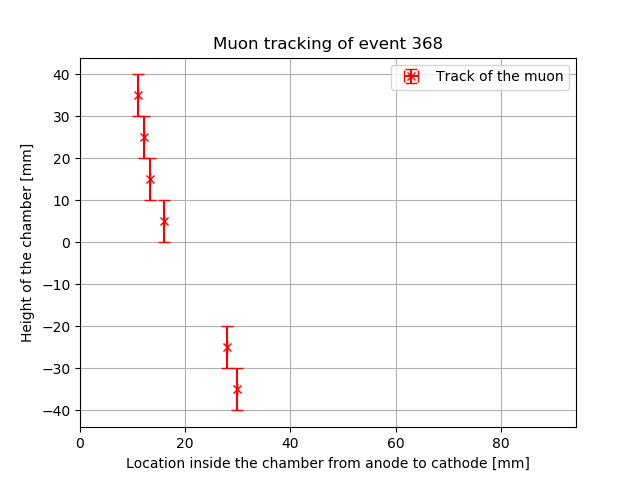 Muon tracking of event 368
Track of the muon
Height of the chamber [mm]
40
30
20
10
0
−10
−20
−30
−40
0 20 40 60 80
Location inside the chamber from anode to cathode [mm]